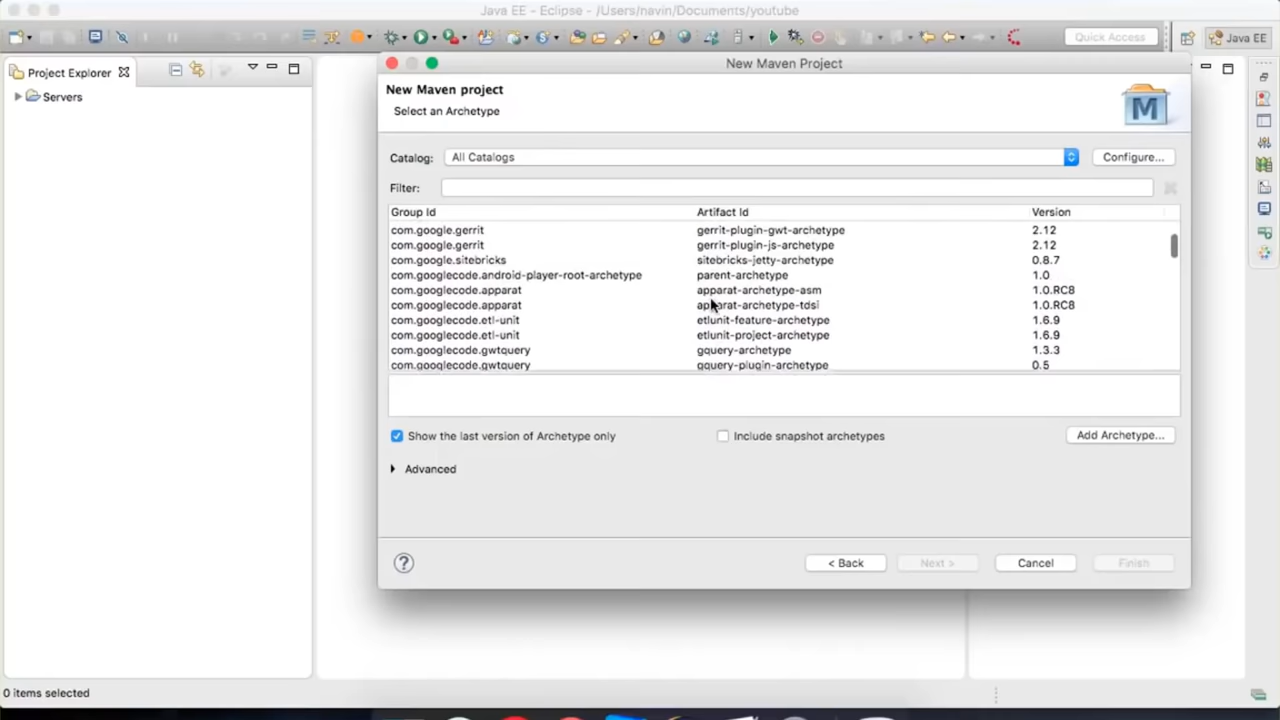 Java EE - Eclipse - /Users/navin/Documents/youtube
Quick Access
Java EE
Project Explorer
Servers
New Maven Project
New Maven project
Select an Archetype
M
Catalog: All Catalogs Configure...
Filter:
Group Id Artifact Id Version
com.google.gerrit gerrit-plugin-gwt-archetype 2.12
com.google.gerrit gerrit-plugin-js-archetype 2.12
com.google.sitebricks sitebricks-jetty-archetype 0.8.7
com.googlecode.android-player-root-archetype parent-archetype 1.0
com.googlecode.apparat apparat-archetype-asm 1.0.RC8
com.googlecode.apparat apparat-archetype-tdsi 1.0.RC8
com.googlecode.etl-unit etlunit-feature-archetype 1.6.9
com.googlecode.etl-unit etlunit-project-archetype 1.6.9
com.googlecode.gwtquery gquery-archetype 1.3.3
com.googlecode.gwtquery gquery-plugin-archetype 0.5
Show the last version of Archetype only Include snapshot archetypes Add Archetype...
Advanced
? < Back Next > Cancel Finish
0 items selected